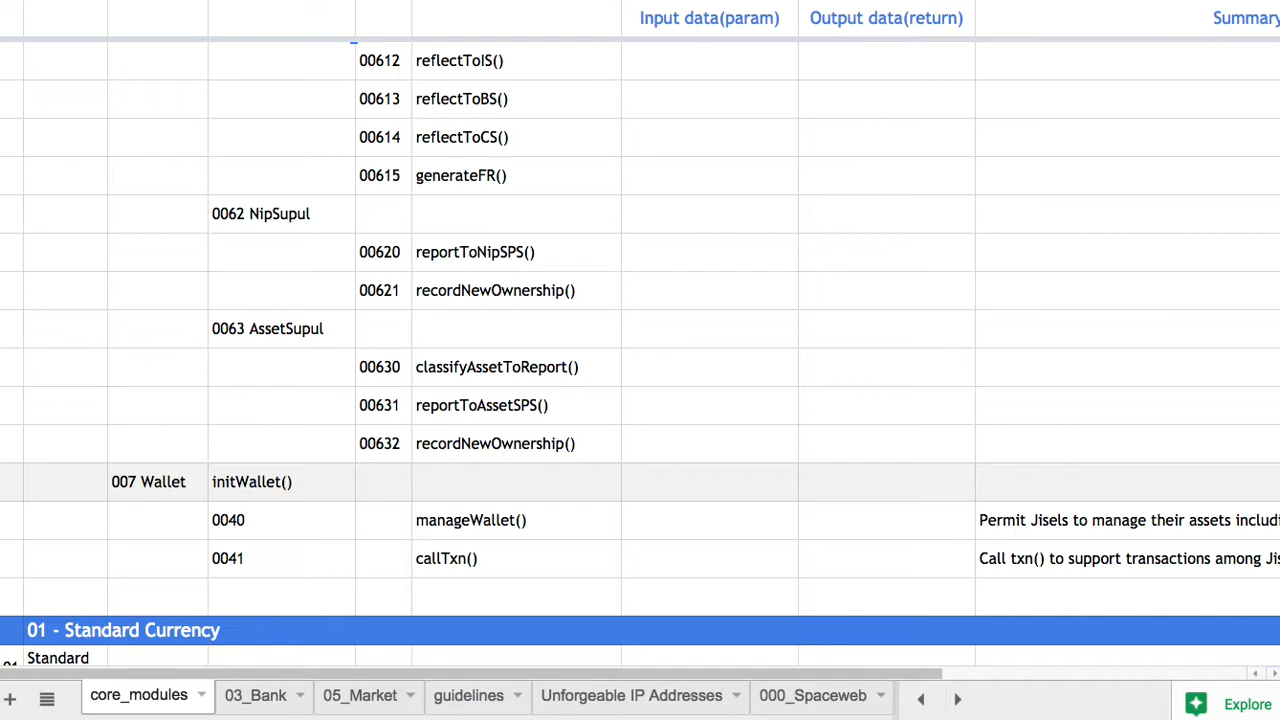 Input data(param) Output data(return) Summary
00612 reflectToIS()
00613 reflectToBS()
00614 reflectToCS()
00615 generateFR()
0062 NipSupul
00620 reportToNipSPS()
00621 recordNewOwnership()
0063 AssetSupul
00630 classifyAssetToReport()
00631 reportToAssetSPS()
00632 recordNewOwnership()
007 Wallet initWallet()
0040 manageWallet() Permit Jisels to manage their assets includi
0041 callTxn() Call txn() to support transactions among Jis
01 - Standard Currency
Standard
core_modules 03_Bank 05_Market guidelines Unforgeable IP Addresses 000_Spaceweb Explore